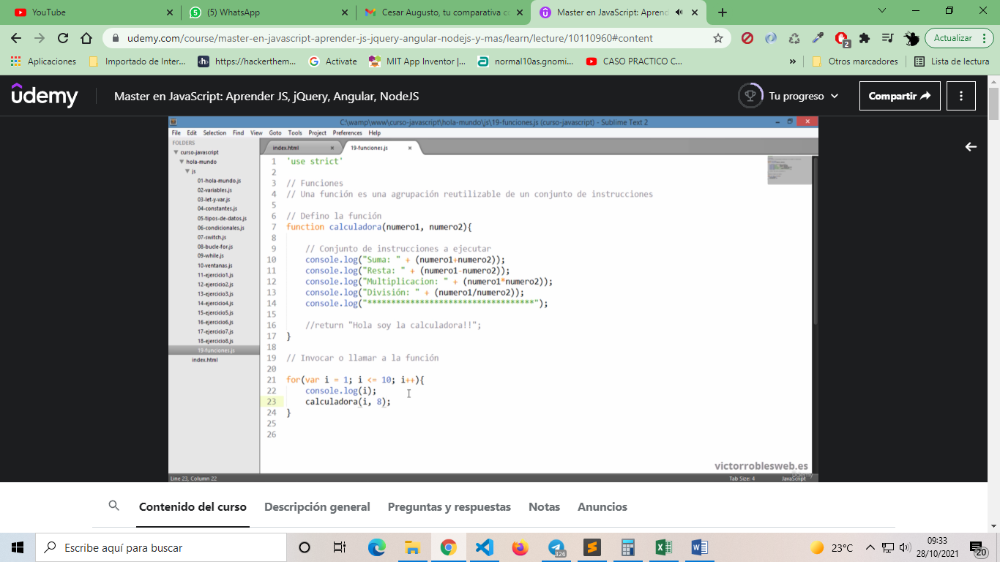 YouTube
(5) WhatsApp
Cesar Augusto, tu comparativa c
Master en JavaScript: Aprend
udemy.com/course/master-en-javascript-aprender-js-jquery-angular-nodejs-y-mas/learn/lecture/10110960#content
2
Actualizar
Aplicaciones
Importado de Inter...
https://hackerthem...
Activate
MIT App Inventor |...
normal10as.gnomi...
CASO PRACTICO C...
»
Otros marcadores
Lista de lectura
ûdemy
Master en JavaScript: Aprender JS, jQuery, Angular, NodeJS
Tu progreso
Compartir
C:\wamp\www\curso-javascript\hola-mundo\js\19-funciones.js (curso-javascript) - Sublime Text 2
File Edit Selection Find View Goto Tools Project Preferences Help
FOLDERS
curso-javascript
hola-mundo
js
01-hola-mundo.js
02-variables.js
03-let-y-var.js
04-constantes.js
05-tipos-de-datos.js
06-condicionales.js
07-switch.js
08-bucle-for.js
09-while.js
10-ventanas.js
11-ejercicio1.js
12-ejercicio2.js
13-ejercicio3.js
14-ejercicio4.js
15-ejercicio5.js
16-ejercicio6.js
17-ejercicio7.js
18-ejercicio8.js
19-funciones.js
index.html
index.html
19-funciones.js
1 'use strict'
2
3 // Funciones
4 // Una función es una agrupación reutilizable de un conjunto de instrucciones
5
6 // Defino la función
7 function calculadora(numero1, numero2){
8
9 // Conjunto de instrucciones a ejecutar
10 console.log("Suma: " + (numero1+numero2));
11 console.log("Resta: " + (numero1-numero2));
12 console.log("Multiplicacion: " + (numero1*numero2));
13 console.log("División: " + (numero1/numero2));
14 console.log("***********************************");
15
16 //return "Hola soy la calculadora!!";
17 }
18
19 // Invocar o llamar a la función
20
21 for(var i = 1; i <= 10; i++){
22 console.log(i);
23 calculadora(i, 8);
24 }
25
26
victorroblesweb.es
udemy
Line 23, Column 22
Tab Size: 4
JavaScript
Contenido del curso
Descripción general
Preguntas y respuestas
Notas
Anuncios
Escribe aquí para buscar
326
23°C
09:33
28/10/2021
20